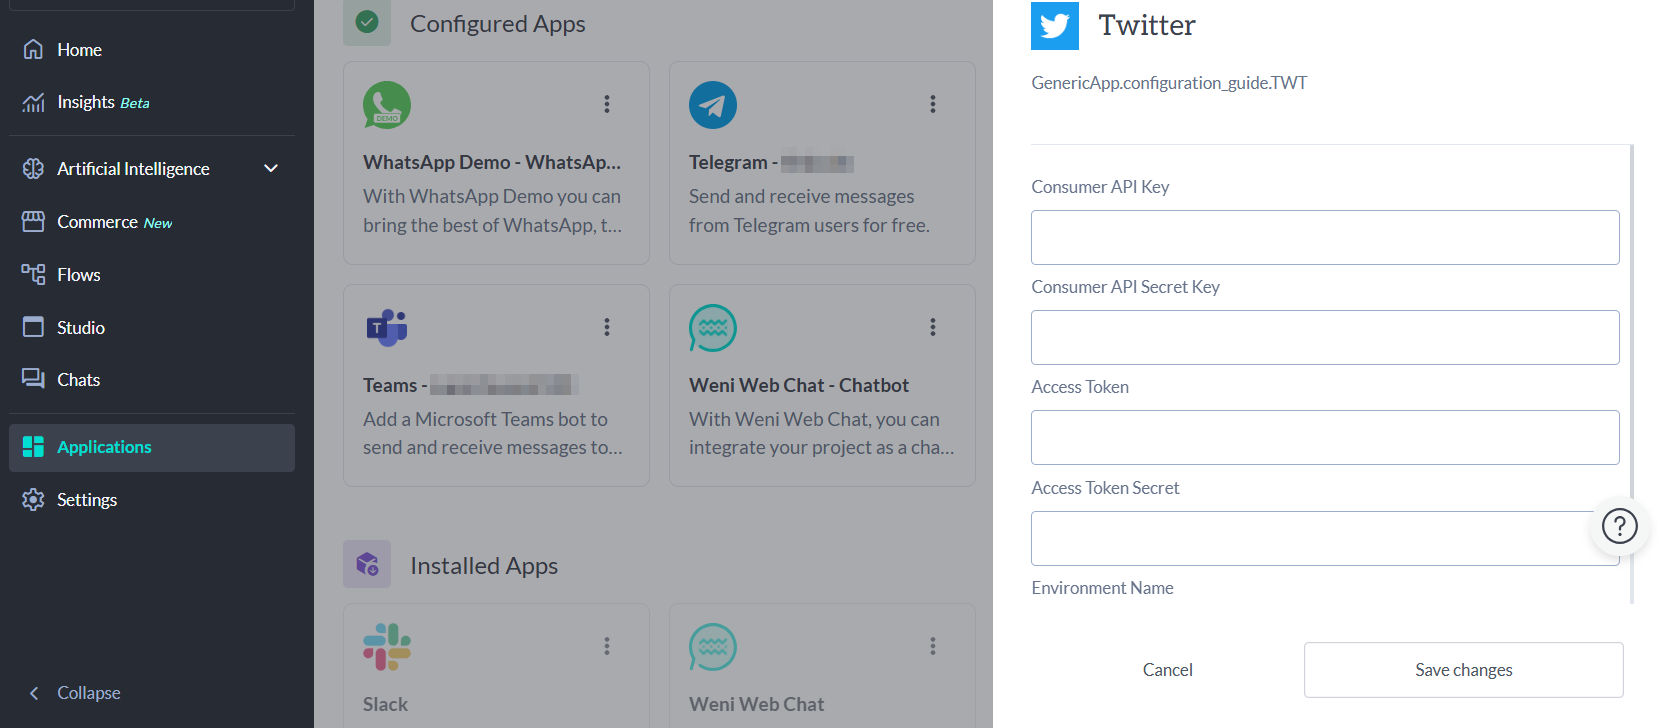 Home
Insights Beta
Artificial Intelligence
Commerce New
Flows
Studio
Chats
Applications
Settings
Collapse
Configured Apps
DEMO
WhatsApp Demo - WhatsAp...
With WhatsApp Demo you can
bring the best of WhatsApp, t...
Telegram -
Send and receive messages
from Telegram users for free.
T
Teams -
Add a Microsoft Teams bot to
send and receive messages to...
Weni Web Chat - Chatbot
With Weni Web Chat, you can
integrate your project as a cha...
Installed Apps
Slack
Weni Web Chat
Twitter
GenericApp.configuration_guide.TWT
Consumer API Key
Consumer API Secret Key
Access Token
Access Token Secret
?
Environment Name
Cancel
Save changes